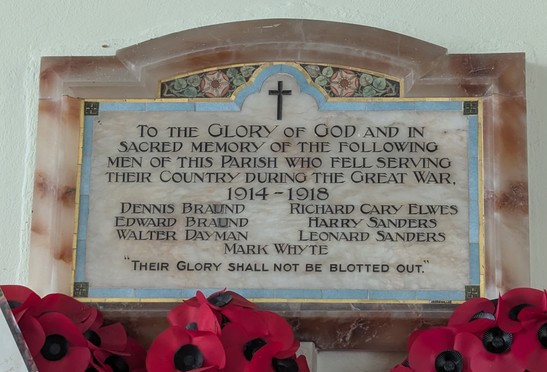 To the Glory of God and in
sacred memory of the following
men of this Parish who fell serving
their Country during the Great War.
1914 - 1918
Dennis Braund Richard Cary Elwes
Edward Braund Harry Sanders
Walter Dayman Leonard Sanders
Mark Whyte
"Their Glory shall not be blotted out."